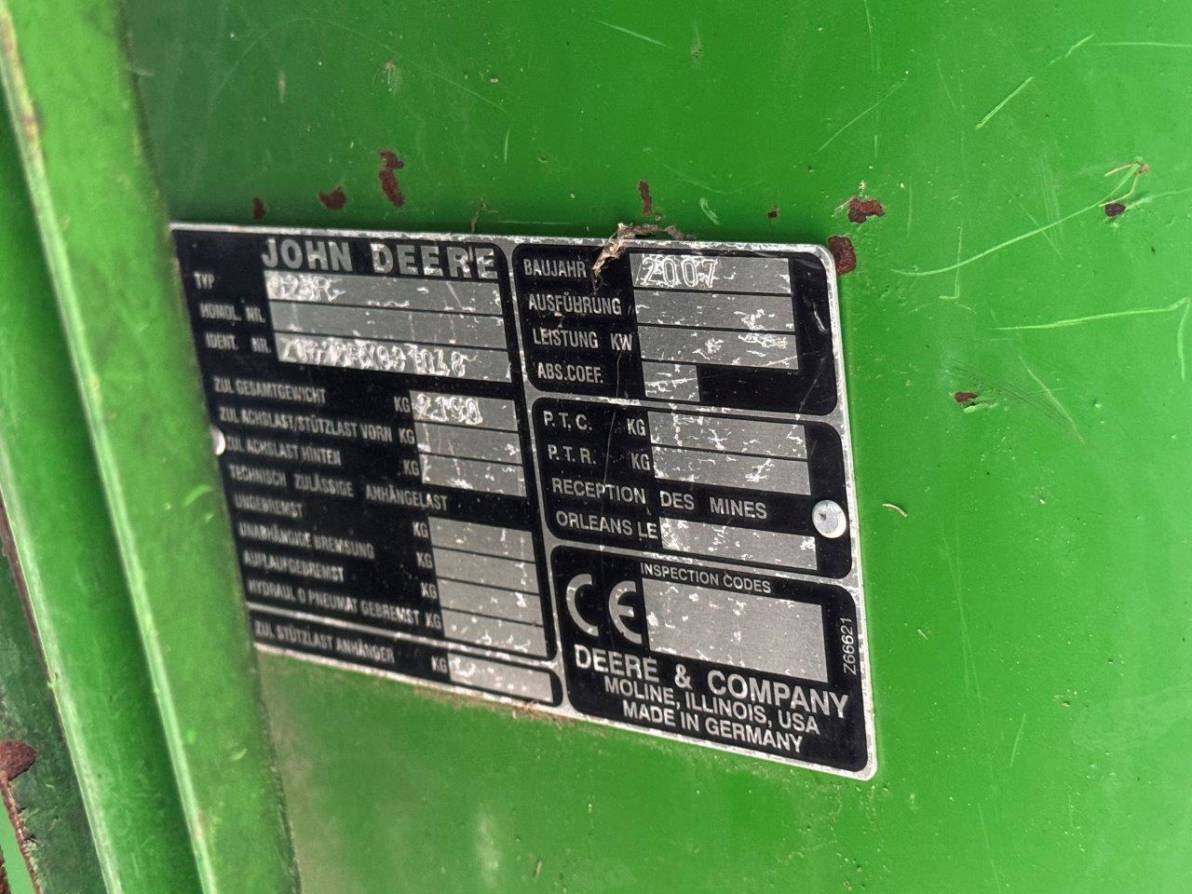 JOHN DEERE
TYP
HOMOL. NR.
IDENT. NR.
ZUL GESAMTGEWICHT KG 2190
ZUL ACHSLAST/STÜTZLAST VORN KG
ZUL ACHSLAST HINTEN KG
TECHNISCH ZULÄSSIGE ANHÄNGELAST
UNGEBREMST KG
UNABHÄNGIGE BREMSUNG KG
AUFLAUFGEBREMST KG
HYDRAUL O PNEUMAT GEBREMST KG
ZUL STÜTZLAST ANHÄNGER KG
BAUJAHR 2007
AUSFÜHRUNG
LEISTUNG KW
ABS.COEF.
P.T.C. KG
P.T.R. KG
RECEPTION DES MINES
ORLEANS LE
INSPECTION CODES
CE
DEERE & COMPANY
MOLINE, ILLINOIS, USA
MADE IN GERMANY
Z66621